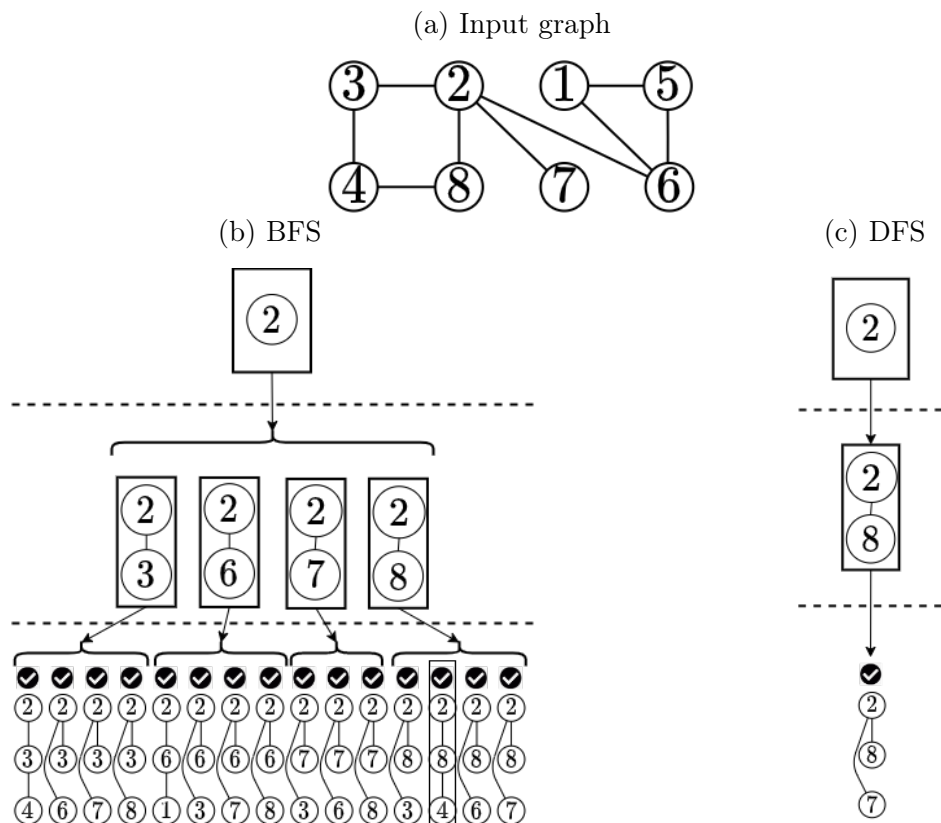 (a) Input graph
3 2 1 5
4 8 7 6
(b) BFS (c) DFS
2 2
2 2 2 2 2
3 6 7 8 8
2 2 2 2 2 2 2 2 2 2 2 2 2 2 2 2
3 3 3 3 6 6 6 6 7 7 7 8 8 8 8 8
4 6 7 8 1 3 7 8 3 6 8 3 4 6 7 7